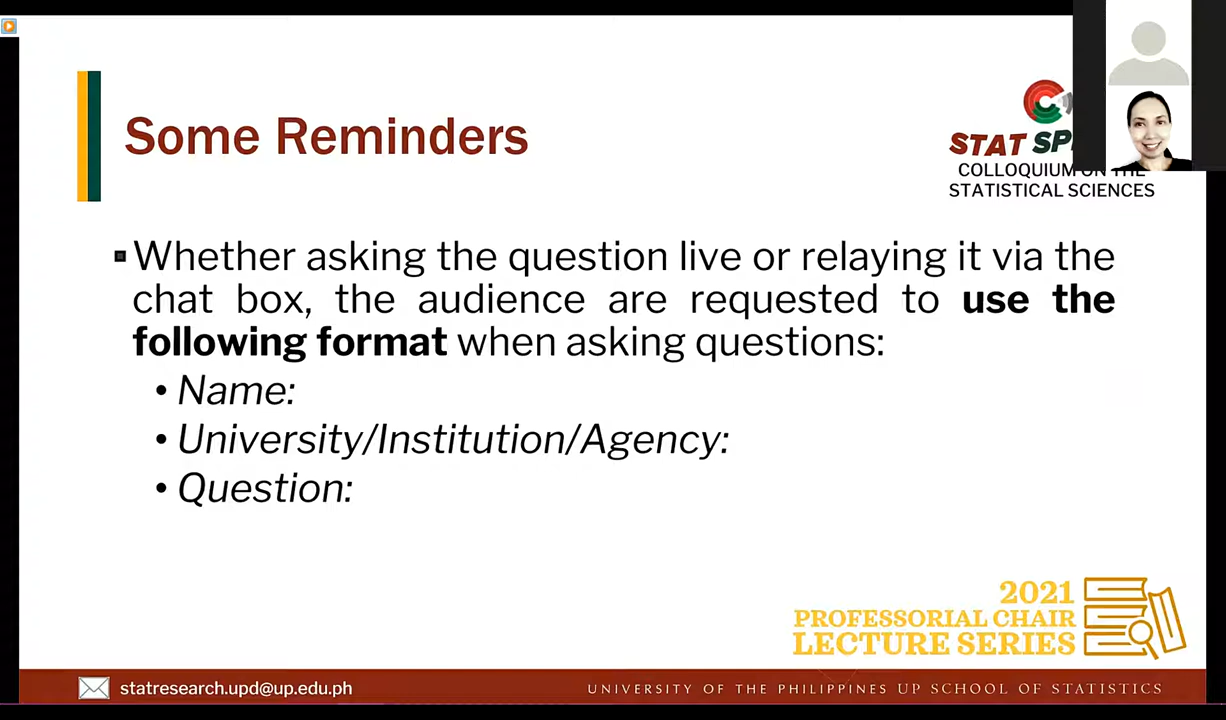 Some Reminders
STAT
COLLOQUIUM ON THE
STATISTICAL SCIENCES
Whether asking the question live or relaying it via the
chat box, the audience are requested to use the
following format when asking questions:
• Name:
• University/Institution/Agency:
• Question:
2021
PROFESSORIAL CHAIR
LECTURE SERIES
statresearch.upd@up.edu.ph
UNIVERSITY OF THE PHILIPPINES UP SCHOOL OF STATISTICS